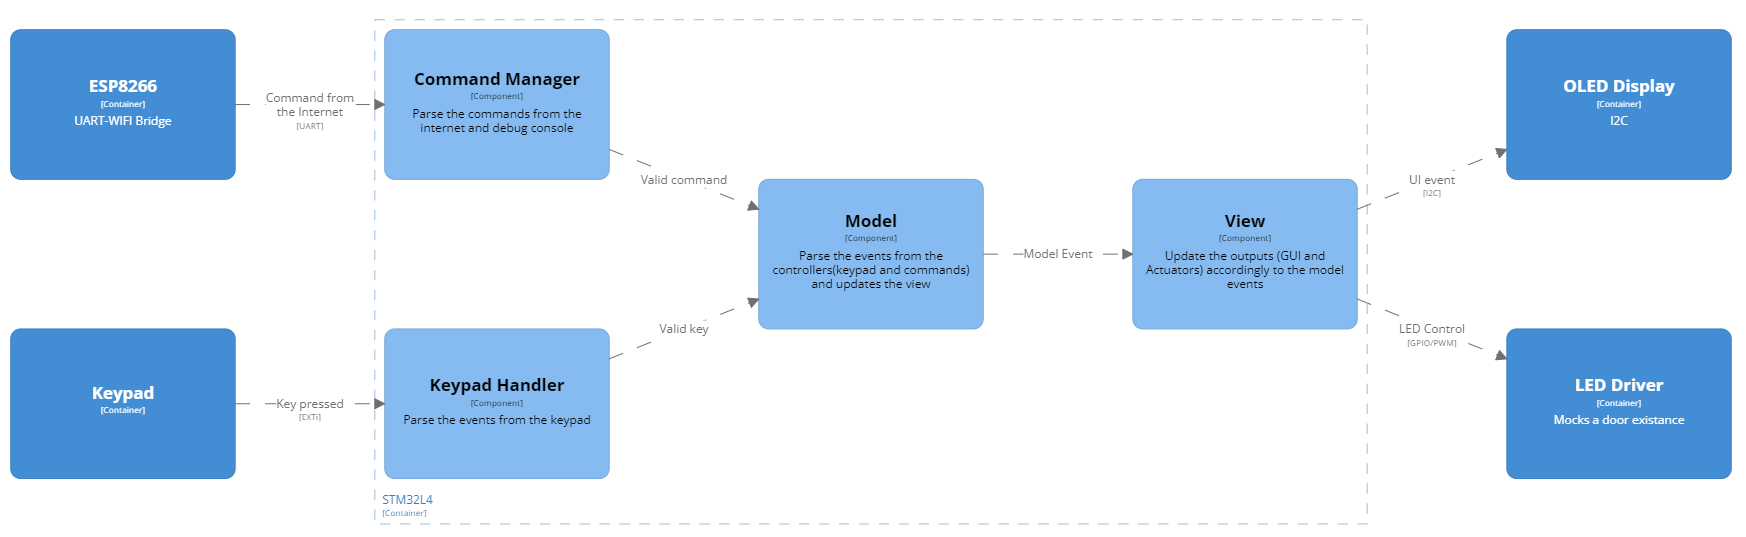 ESP8266
[Container]
UART-WIFI Bridge
Command from
the Internet
[UART]
Command Manager
[Component]
Parse the commands from the
internet and debug console
Valid command
Keypad
[Container]
Key pressed
[EXTi]
Keypad Handler
[Component]
Parse the events from the keypad
Valid key
STM32L4
[Container]
Model
[Component]
Parse the events from the
controllers(keypad and commands)
and updates the view
Model Event
View
[Component]
Update the outputs (GUI and
Actuators) accordingly to the model
events
UI event
[I2C]
OLED Display
[Container]
I2C
LED Control
[GPIO/PWM]
LED Driver
[Container]
Mocks a door existance